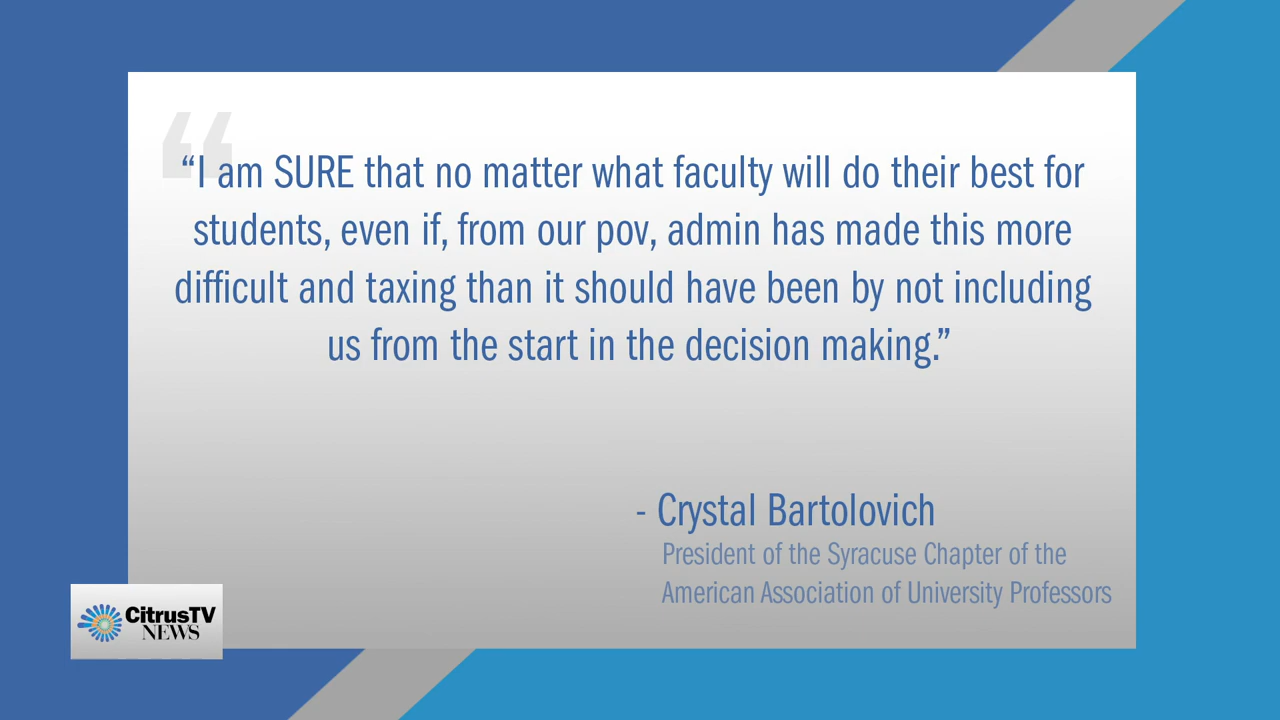 “I am SURE that no matter what faculty will do their best for
students, even if, from our pov, admin has made this more
difficult and taxing than it should have been by not including
us from the start in the decision making.”
- Crystal Bartolovich
President of the Syracuse Chapter of the
American Association of University Professors
CitrusTV
NEWS